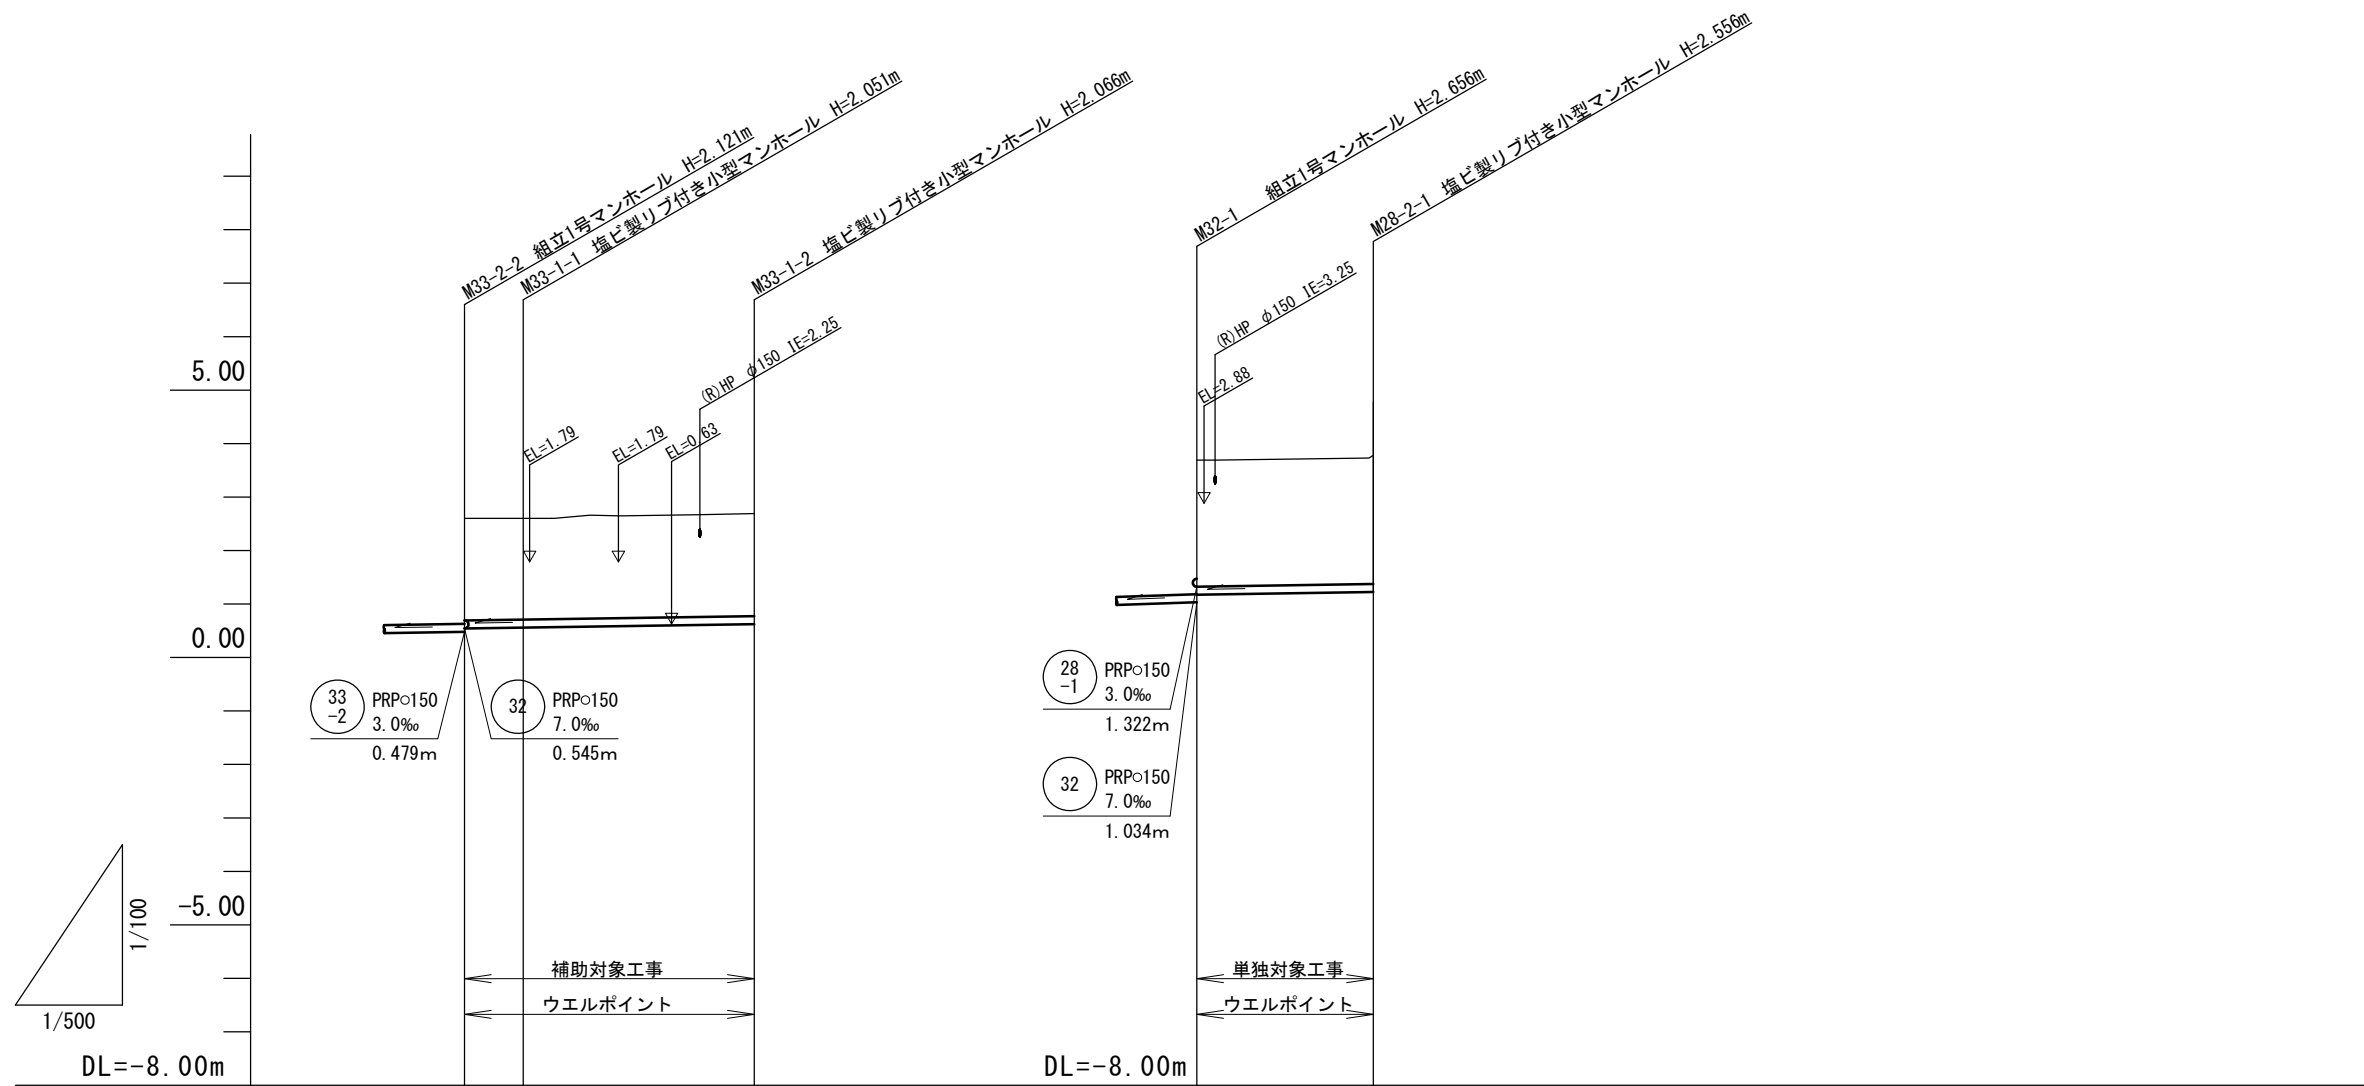 M33-2-2 組立1号マンホール H=2.121m
M33-1-1 塩ビ製リブ付き小型マンホール H=2.051m
M33-1-2 塩ビ製リブ付き小型マンホール H=2.066m
M32-1 組立1号マンホール H=2.656m
M28-2-1 塩ビ製リブ付き小型マンホール H=2.556m
(R)HP φ150 IE=2.25
(R)HP φ150 IE=3.25
EL=1.79
EL=1.79
EL=0.63
EL=2.88
5.00
0.00
-5.00
33
-2
PRP○150
3.0‰
0.479m
32
PRP○150
7.0‰
0.545m
28
-1
PRP○150
3.0‰
1.322m
32
PRP○150
7.0‰
1.034m
1/100
1/500
補助対象工事
ウエルポイント
単独対象工事
ウエルポイント
DL=-8.00m
DL=-8.00m